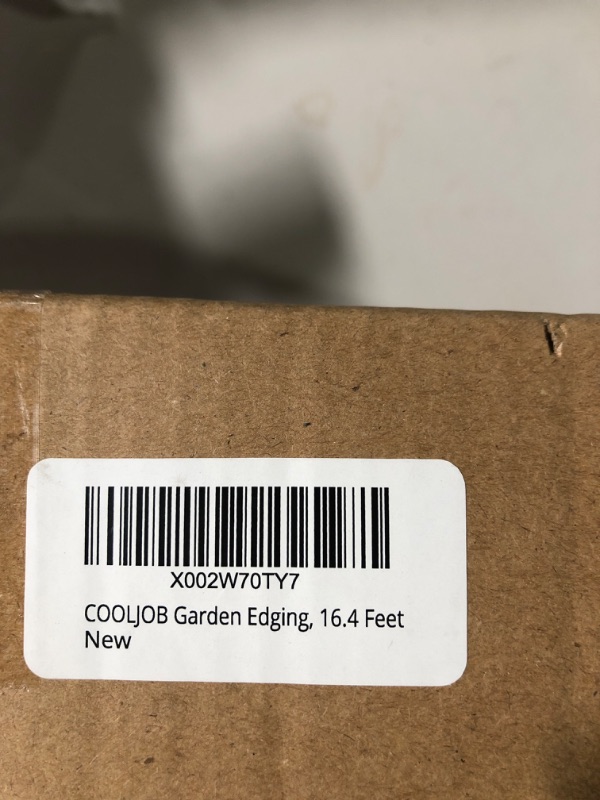 X002W70TY7
COOLJOB Garden Edging, 16.4 Feet
New